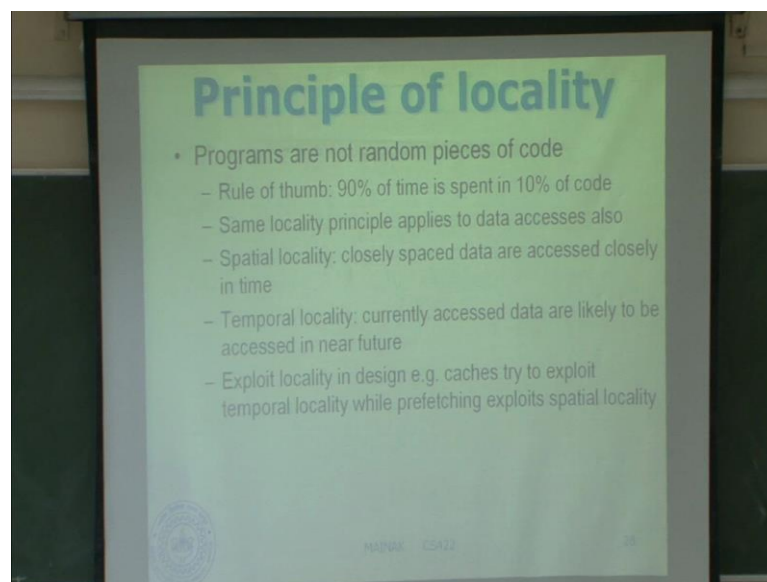 Principle of locality
• Programs are not random pieces of code
– Rule of thumb: 90% of time is spent in 10% of code
– Same locality principle applies to data accesses also
– Spatial locality: closely spaced data are accessed closely
in time
– Temporal locality: currently accessed data are likely to be
accessed in near future
– Exploit locality in design e.g. caches try to exploit
temporal locality while prefetching exploits spatial locality
MAINAK CS422